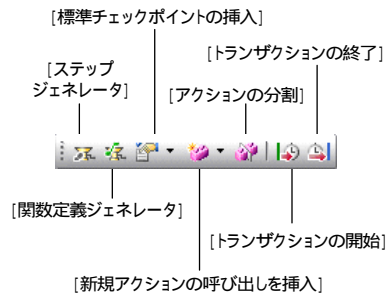 [標準チェックポイントの挿入]
[トランザクションの終了]
[ステップ
ジェネレータ]
[アクションの分割]
[関数定義ジェネレータ]
[トランザクションの開始]
[新規アクションの呼び出しを挿入]